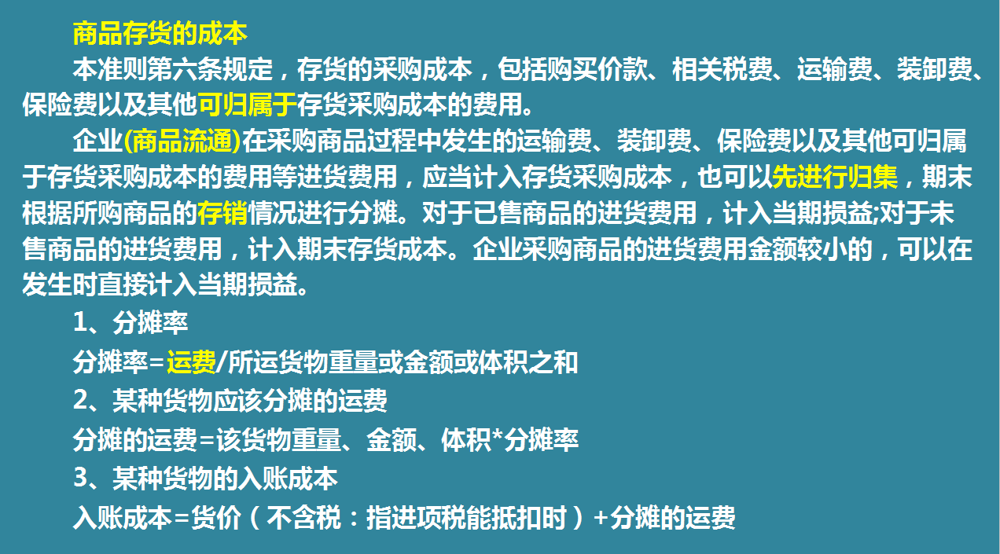 商品存货的成本
本准则第六条规定，存货的采购成本，包括购买价款、相关税费、运输费、装卸费、
保险费以及其他可归属于存货采购成本的费用。
企业(商品流通)在采购商品过程中发生的运输费、装卸费、保险费以及其他可归属
于存货采购成本的费用等进货费用，应当计入存货采购成本，也可以先进行归集，期末
根据所购商品的存销情况进行分摊。对于已售商品的进货费用，计入当期损益;对于未
售商品的进货费用，计入期末存货成本。企业采购商品的进货费用金额较小的，可以在
发生时直接计入当期损益。
1、分摊率
分摊率=运费/所运货物重量或金额或体积之和
2、某种货物应该分摊的运费
分摊的运费=该货物重量、金额、体积*分摊率
3、某种货物的入账成本
入账成本=货价（不含税：指进项税能抵扣时）+分摊的运费